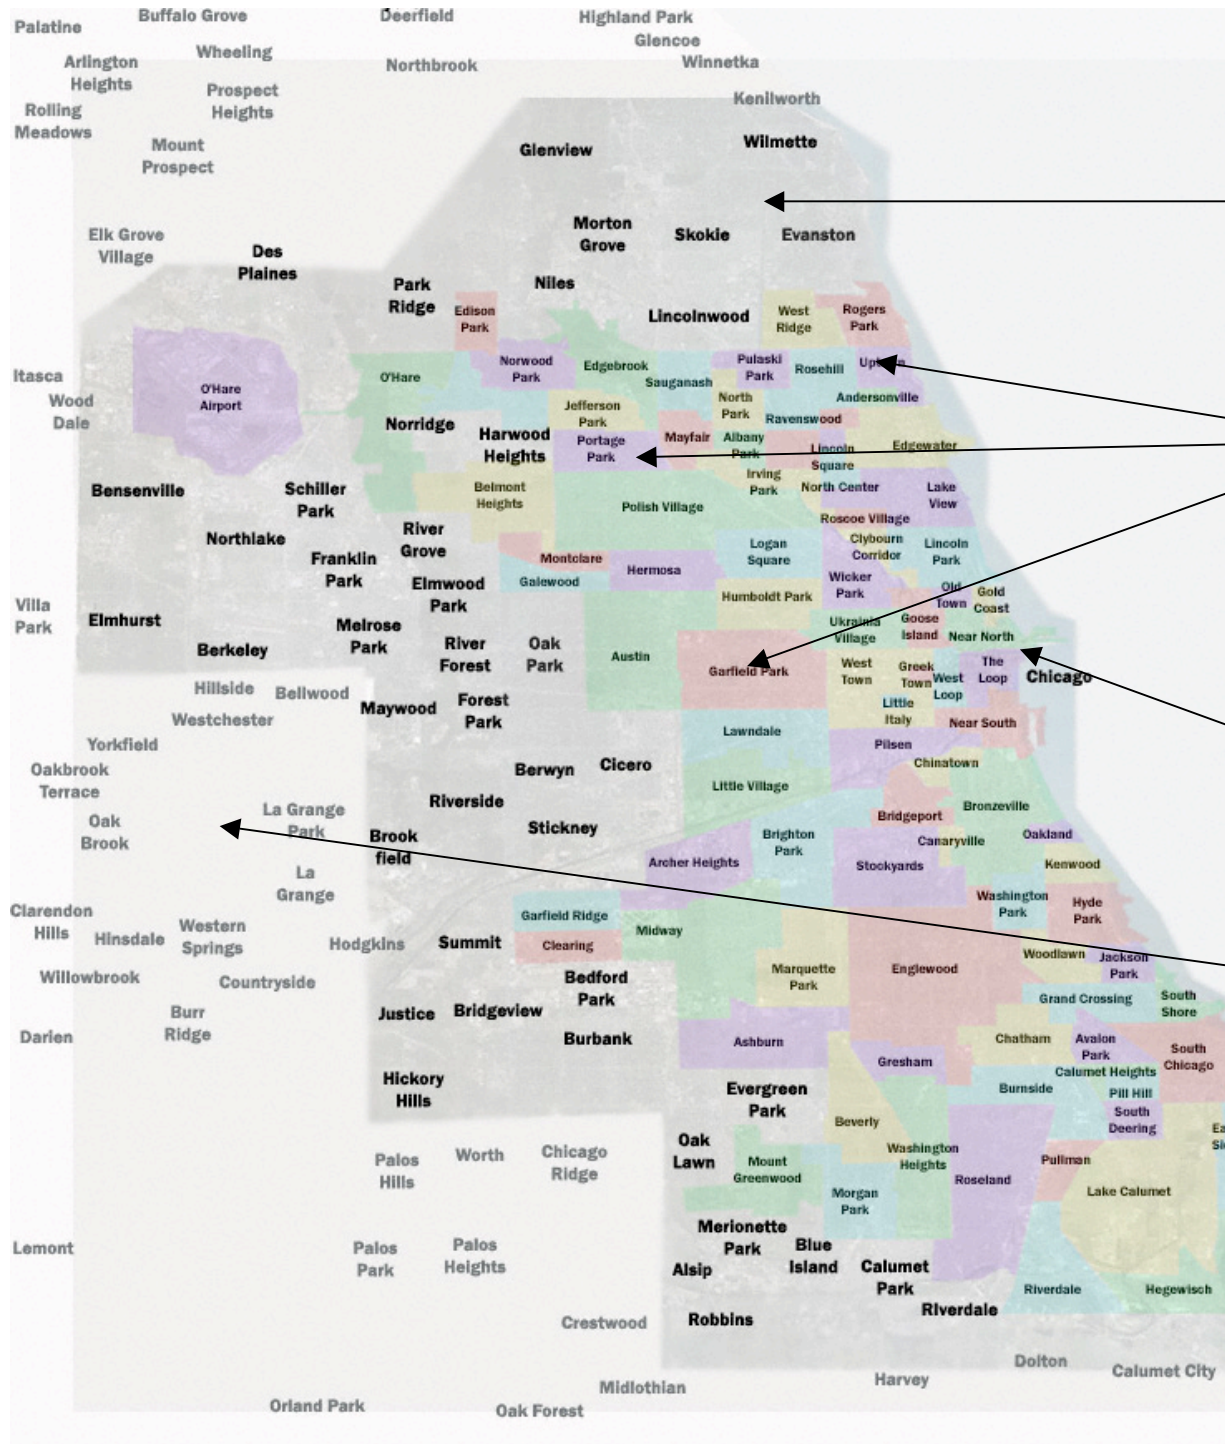 Palatine
Buffalo Grove
Deerfield
Highland Park
Glencoe
Winnetka
Arlington
Heights
Wheeling
Northbrook
Rolling
Meadows
Prospect
Heights
Kenilworth
Mount
Prospect
Glenview
Wilmette
Elk Grove
Village
Des
Plaines
Morton
Grove
Skokie
Evanston
Park
Ridge
Niles
Edison
Park
Lincolnwood
West
Ridge
Rogers
Park
Itasca
Wood
Dale
O'Hare
Airport
O'Hare
Norwood
Park
Edgebrook
Sauganash
Pulaski
Park
Rosehill
Andersonville
Norridge
Harwood
Heights
Jefferson
Park
North
Park
Ravenswood
Portage
Park
Mayfair
Albany
Park
Lincoln
Square
Edgewater
Bensenville
Schiller
Park
Belmont
Heights
Polish Village
Irving
Park
North Center
Lake
View
Northlake
River
Grove
Roscoe Village
Franklin
Park
Montclare
Logan
Square
Clybourn
Corridor
Lincoln
Park
Elmwood
Park
Galewood
Hermosa
Humboldt Park
Wicker
Park
Old
Town
Gold
Coast
Villa
Park
Elmhurst
Melrose
Park
Ukrainia
Village
Goose
Island
Near North
Berkeley
River
Forest
Oak
Park
Austin
Garfield Park
West
Town
Greek
Town
West
Loop
The
Loop
Chicago
Hillside
Bellwood
Maywood
Forest
Park
Little
Italy
Near South
Westchester
Lawndale
Pilsen
Yorkfield
Chinatown
Oakbrook
Terrace
Berwyn
Cicero
Little Village
Riverside
Bronzeville
Oak
Brook
La Grange
Park
Brook
field
Stickney
Bridgeport
Brighton
Park
Canaryville
Oakland
Archer Heights
Stockyards
Kenwood
La
Grange
Clarendon
Hills
Hinsdale
Western
Springs
Hodgkins
Summit
Garfield Ridge
Clearing
Midway
Washington
Park
Hyde
Park
Willowbrook
Countryside
Bedford
Park
Marquette
Park
Englewood
Woodlawn
Jackson
Park
Burr
Ridge
Justice
Bridgeview
Grand Crossing
South
Shore
Darien
Burbank
Ashburn
Chatham
Avalon
Park
South
Chicago
Gresham
Calumet Heights
Hickory
Hills
Evergreen
Park
Burnside
Pill Hill
South
Deering
Beverly
Ea
Si
Palos
Hills
Worth
Chicago
Ridge
Oak
Lawn
Mount
Greenwood
Washington
Heights
Pullman
Roseland
Lake Calumet
Morgan
Park
Merionette
Park
Lemont
Palos
Park
Palos
Heights
Alsip
Blue
Island
Calumet
Park
Riverdale
Hegewisch
Crestwood
Robbins
RIverdale
Dolton
Calumet City
Midlothian
Harvey
Orland Park
Oak Forest